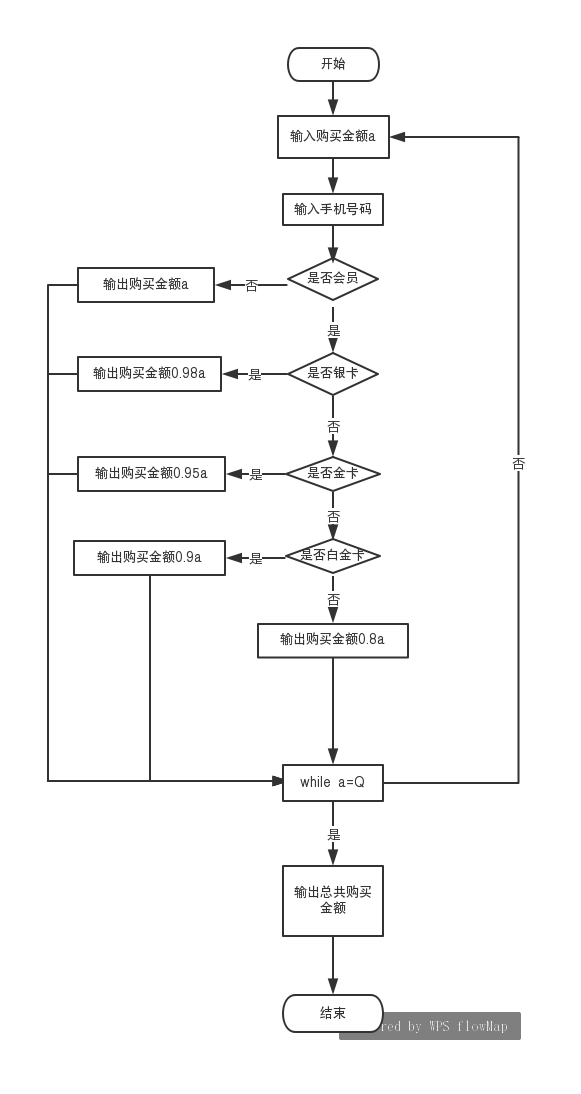 开始
输入购买金额a
输入手机号码
是否会员
否
输出购买金额a
是
是否银卡
是
输出购买金额0.98a
否
否
是否金卡
是
输出购买金额0.95a
否
是否白金卡
是
输出购买金额0.9a
否
输出购买金额0.8a
while a=Q
是
输出总共购买
金额
结束
red by WPS flowMap